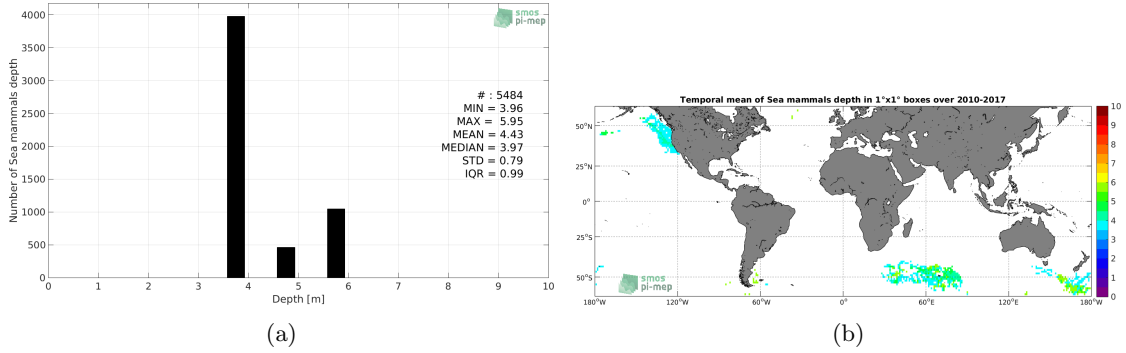 smos
pi-mep
4000
3500
3000
2500
2000
1500
1000
500
0
Number of Sea mammals depth
# : 5484
MIN = 3.96
MAX = 5.95
MEAN = 4.43
MEDIAN = 3.97
STD = 0.79
IQR = 0.99
0 1 2 3 4 5 6 7 8 9 10
Depth [m]
(a)
Temporal mean of Sea mammals depth in 1°x1° boxes over 2010-2017
50°N
25°N
0°
25°S
50°S
180°W 120°W 60°W 0° 60°E 120°E 180°W
smos
pi-mep
10
9
8
7
6
5
4
3
2
1
0
(b)